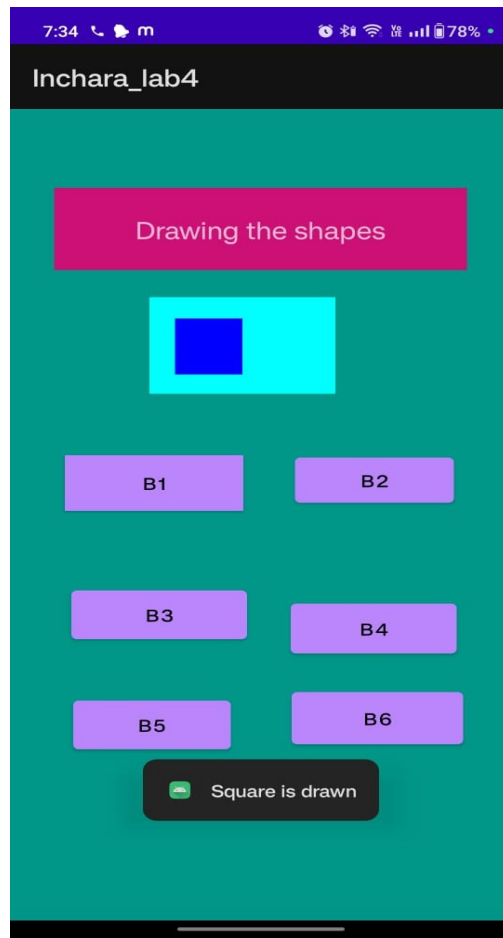 7:34 78%
Inchara_lab4
Drawing the shapes
B1 B2
B3 B4
B5 B6
Square is drawn